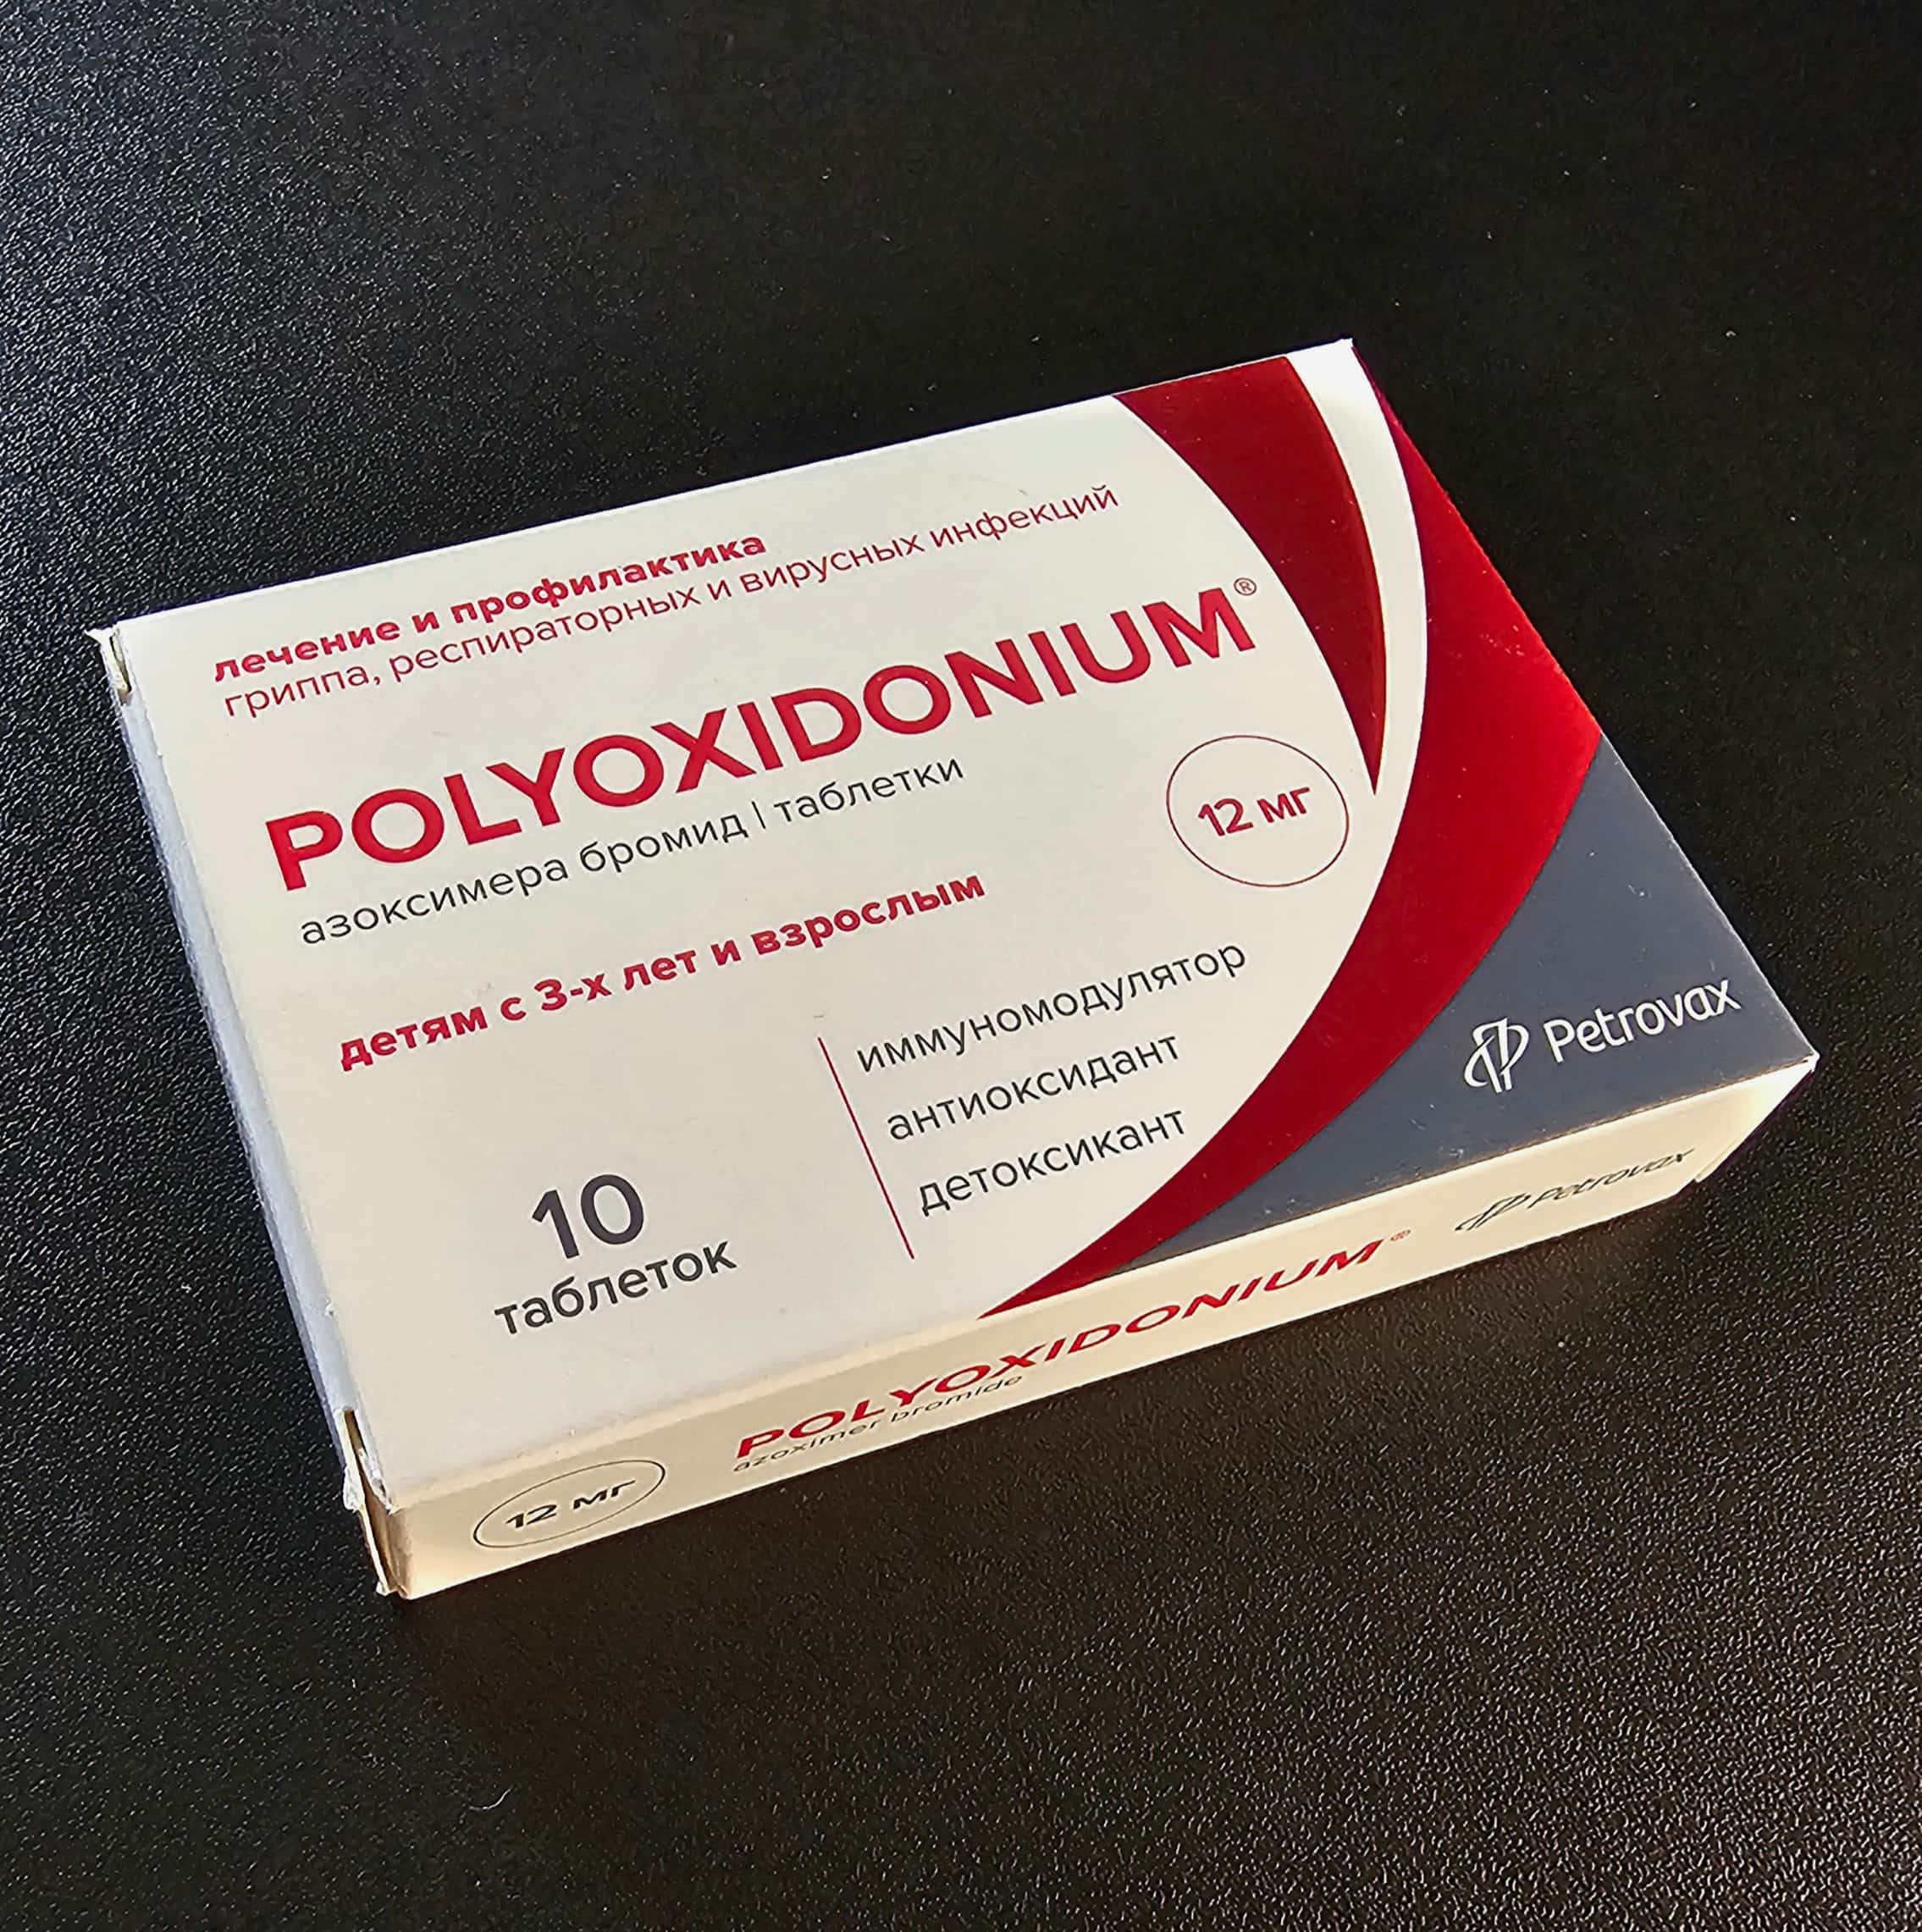 лечение и профилактика
гриппа, респираторных и вирусных инфекций
POLYOXIDONIUM®
азоксимера бромид | таблетки
12 мг
детям с 3-х лет и взрослым
иммуномодулятор
антиоксидант
детоксикант
10
таблеток
Petrovax
12 мг
POLYOXIDONIUM®
azoximer bromide
Petrovax